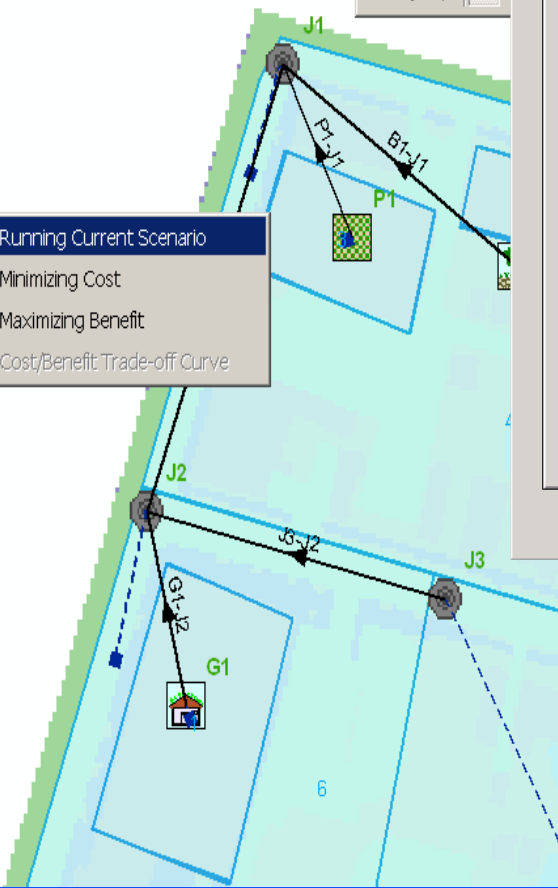 J1
P1-J1
B1-J1
P1
Running Current Scenario
Minimizing Cost
Maximizing Benefit
Cost/Benefit Trade-off Curve
J2
J3-J2
J3
G1-J2
G1
6